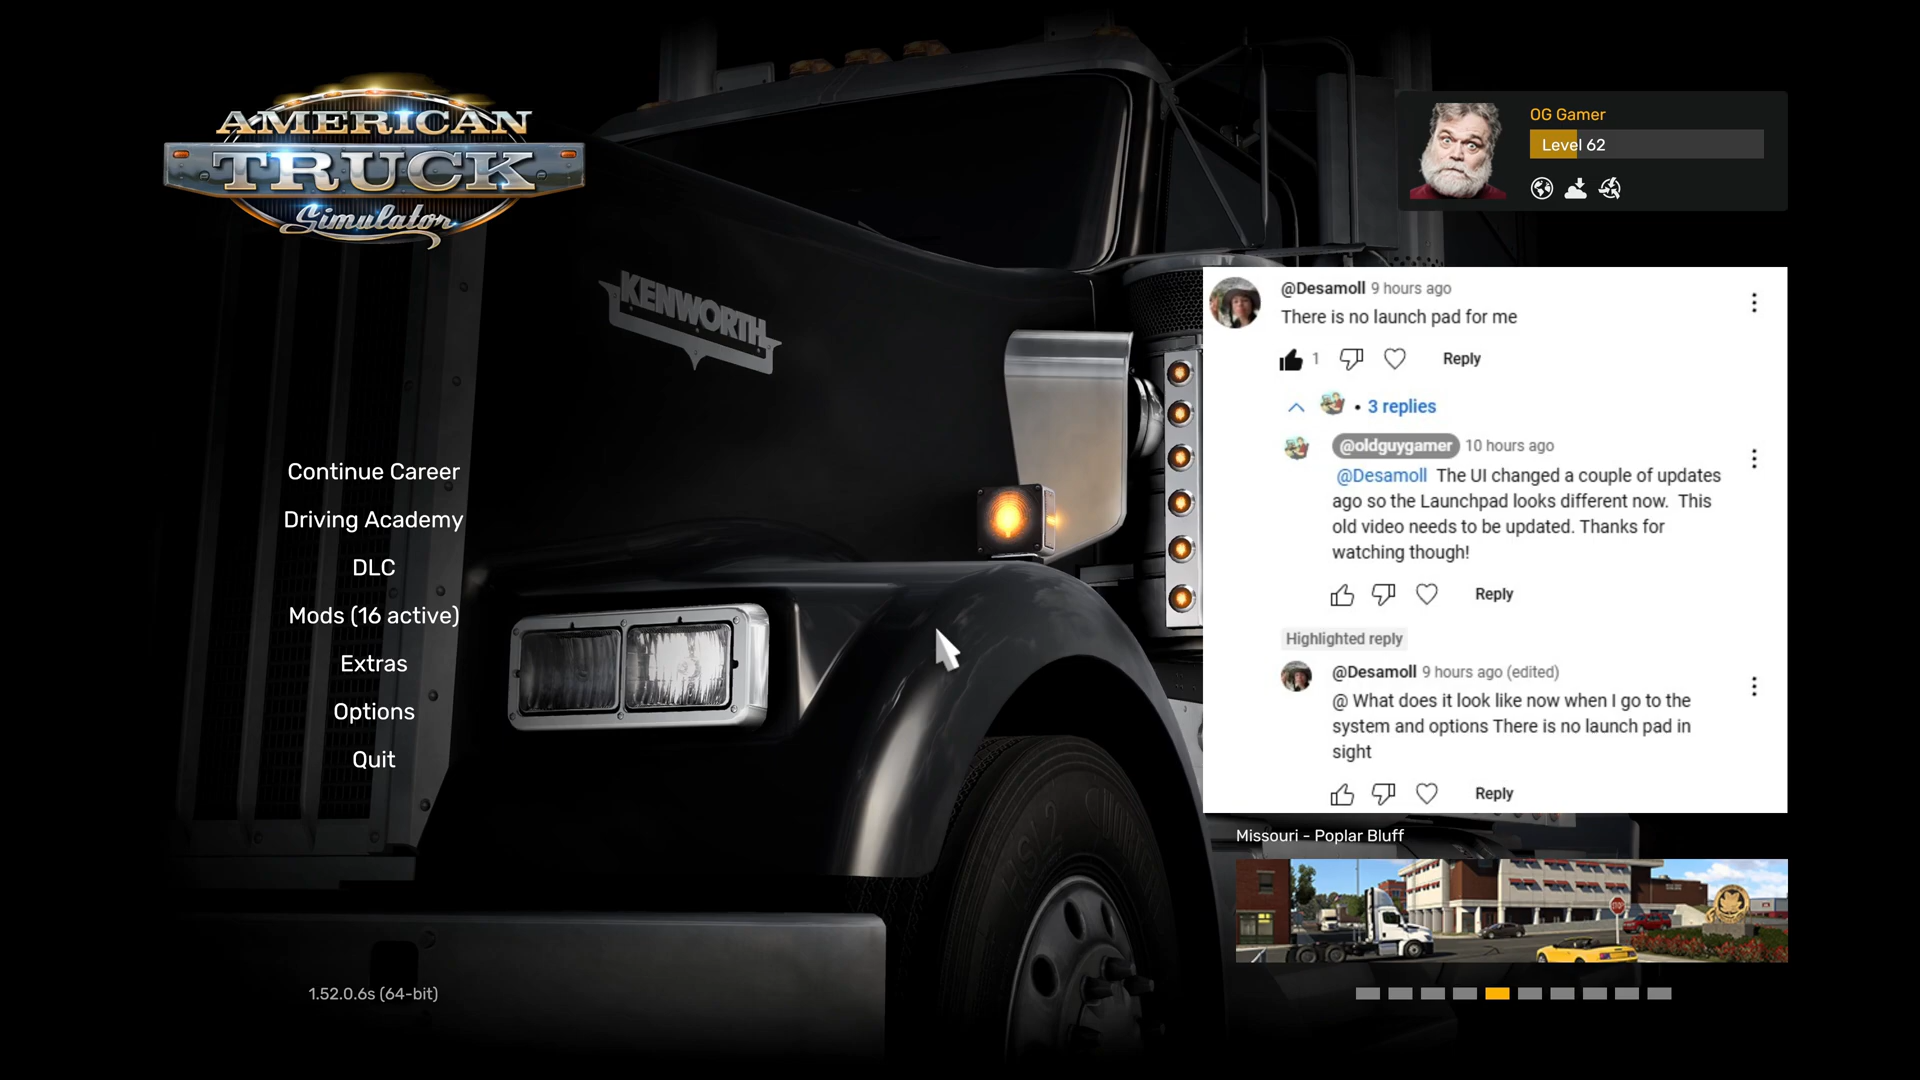 AMERICAN
TRUCK
Simulator
OG Gamer
Level 62
KENWORTH
@Desamoll 9 hours ago
There is no launch pad for me
1 Reply
• 3 replies
@oldguygamer 10 hours ago
@Desamoll The UI changed a couple of updates
ago so the Launchpad looks different now. This
old video needs to be updated. Thanks for
watching though!
Reply
Highlighted reply
@Desamoll 9 hours ago (edited)
@ What does it look like now when I go to the
system and options There is no launch pad in
sight
Reply
Continue Career
Driving Academy
DLC
Mods (16 active)
Extras
Options
Quit
Missouri - Poplar Bluff
STOP
1.52.0.6s (64-bit)